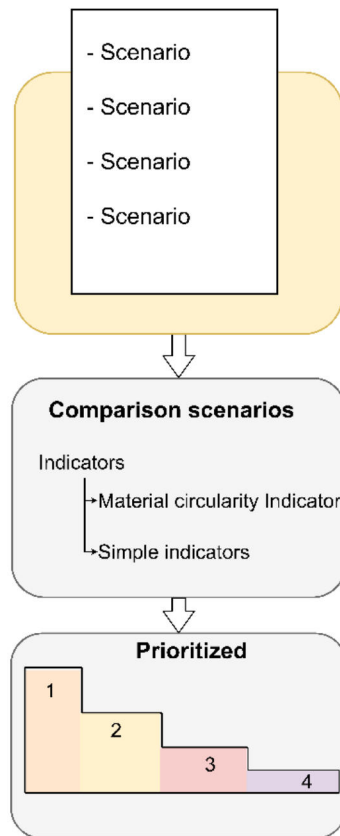 - Scenario
- Scenario
- Scenario
- Scenario
Comparison scenarios
Indicators
Material circularity Indicator
Simple indicators
Prioritized
1
2
3
4